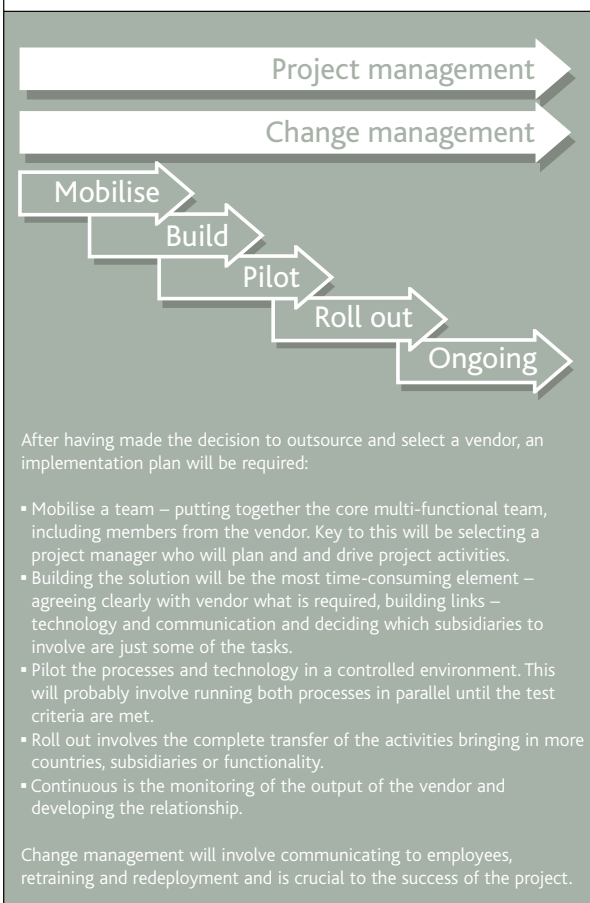 Project management
Change management
Mobilise
Build
Pilot
Roll out
Ongoing
After having made the decision to outsource and select a vendor, an
implementation plan will be required:
▪ Mobilise a team – putting together the core multi-functional team,
including members from the vendor. Key to this will be selecting a
project manager who will plan and and drive project activities.
▪ Building the solution will be the most time-consuming element –
agreeing clearly with vendor what is required, building links –
technology and communication and deciding which subsidiaries to
involve are just some of the tasks.
▪ Pilot the processes and technology in a controlled environment. This
will probably involve running both processes in parallel until the test
criteria are met.
▪ Roll out involves the complete transfer of the activities bringing in more
countries, subsidiaries or functionality.
▪ Continuous is the monitoring of the output of the vendor and
developing the relationship.
Change management will involve communicating to employees,
retraining and redeployment and is crucial to the success of the project.